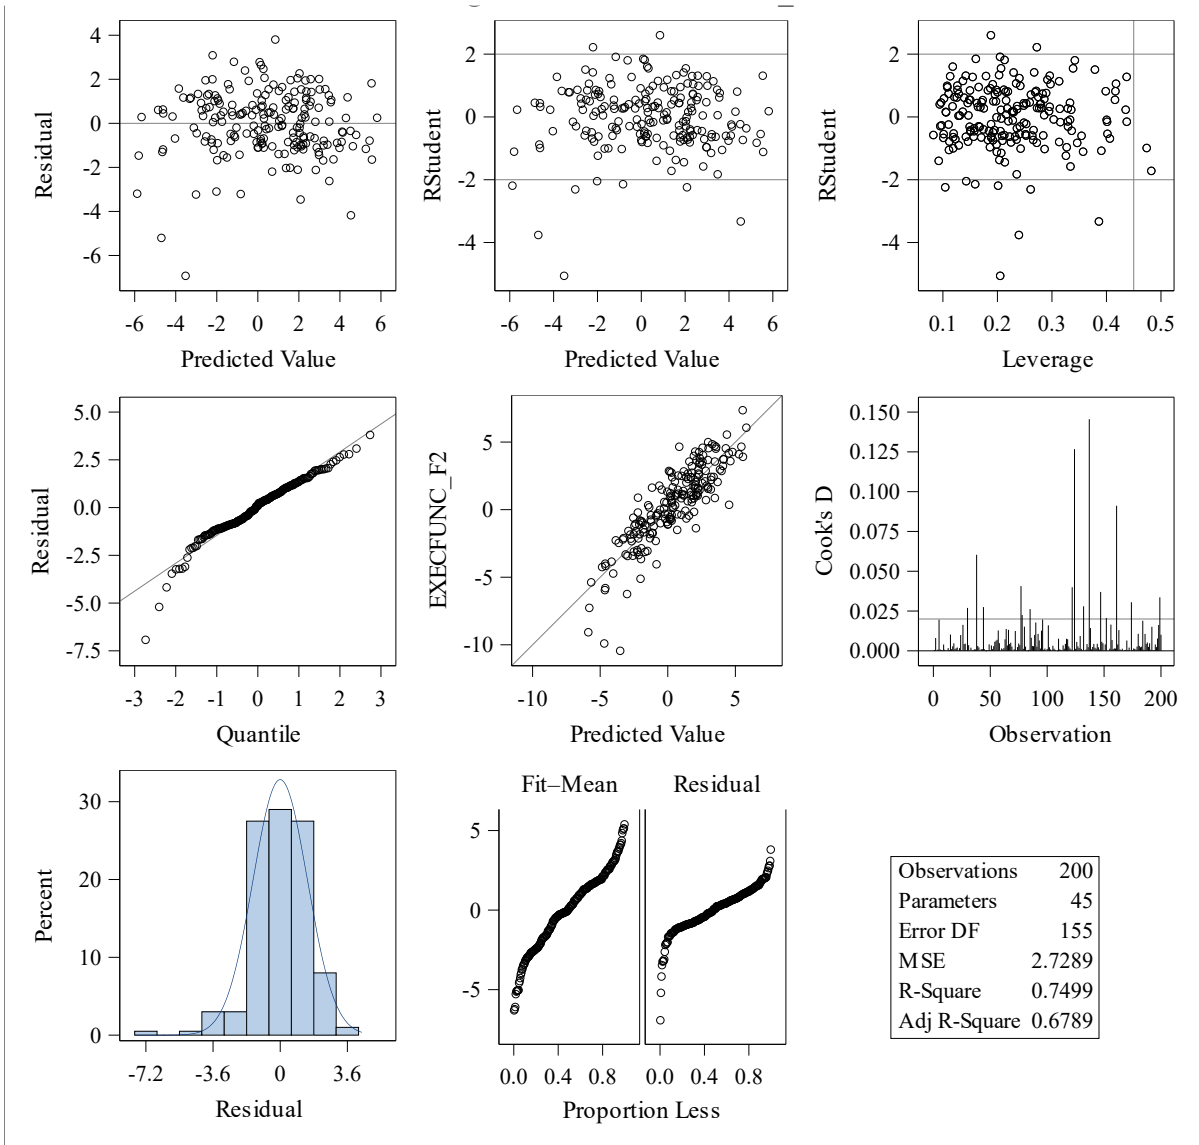 Residual
4
2
0
-2
-4
-6
-6 -4 -2 0 2 4 6
Predicted Value
RStudent
2
0
-2
-4
-6 -4 -2 0 2 4 6
Predicted Value
RStudent
2
0
-2
-4
0.1 0.2 0.3 0.4 0.5
Leverage
Residual
5.0
2.5
0.0
-2.5
-5.0
-7.5
-3 -2 -1 0 1 2 3
Quantile
EXECFUNC_F2
5
0
-5
-10
-10 -5 0 5
Predicted Value
Cook's D
0.150
0.125
0.100
0.075
0.050
0.025
0.000
0 50 100 150 200
Observation
Percent
30
20
10
0
-7.2 -3.6 0 3.6
Residual
Fit–Mean Residual
5
0
-5
0.0 0.4 0.8 0.0 0.4 0.8
Proportion Less
Observations 200
Parameters 45
Error DF 155
MSE 2.7289
R-Square 0.7499
Adj R-Square 0.6789